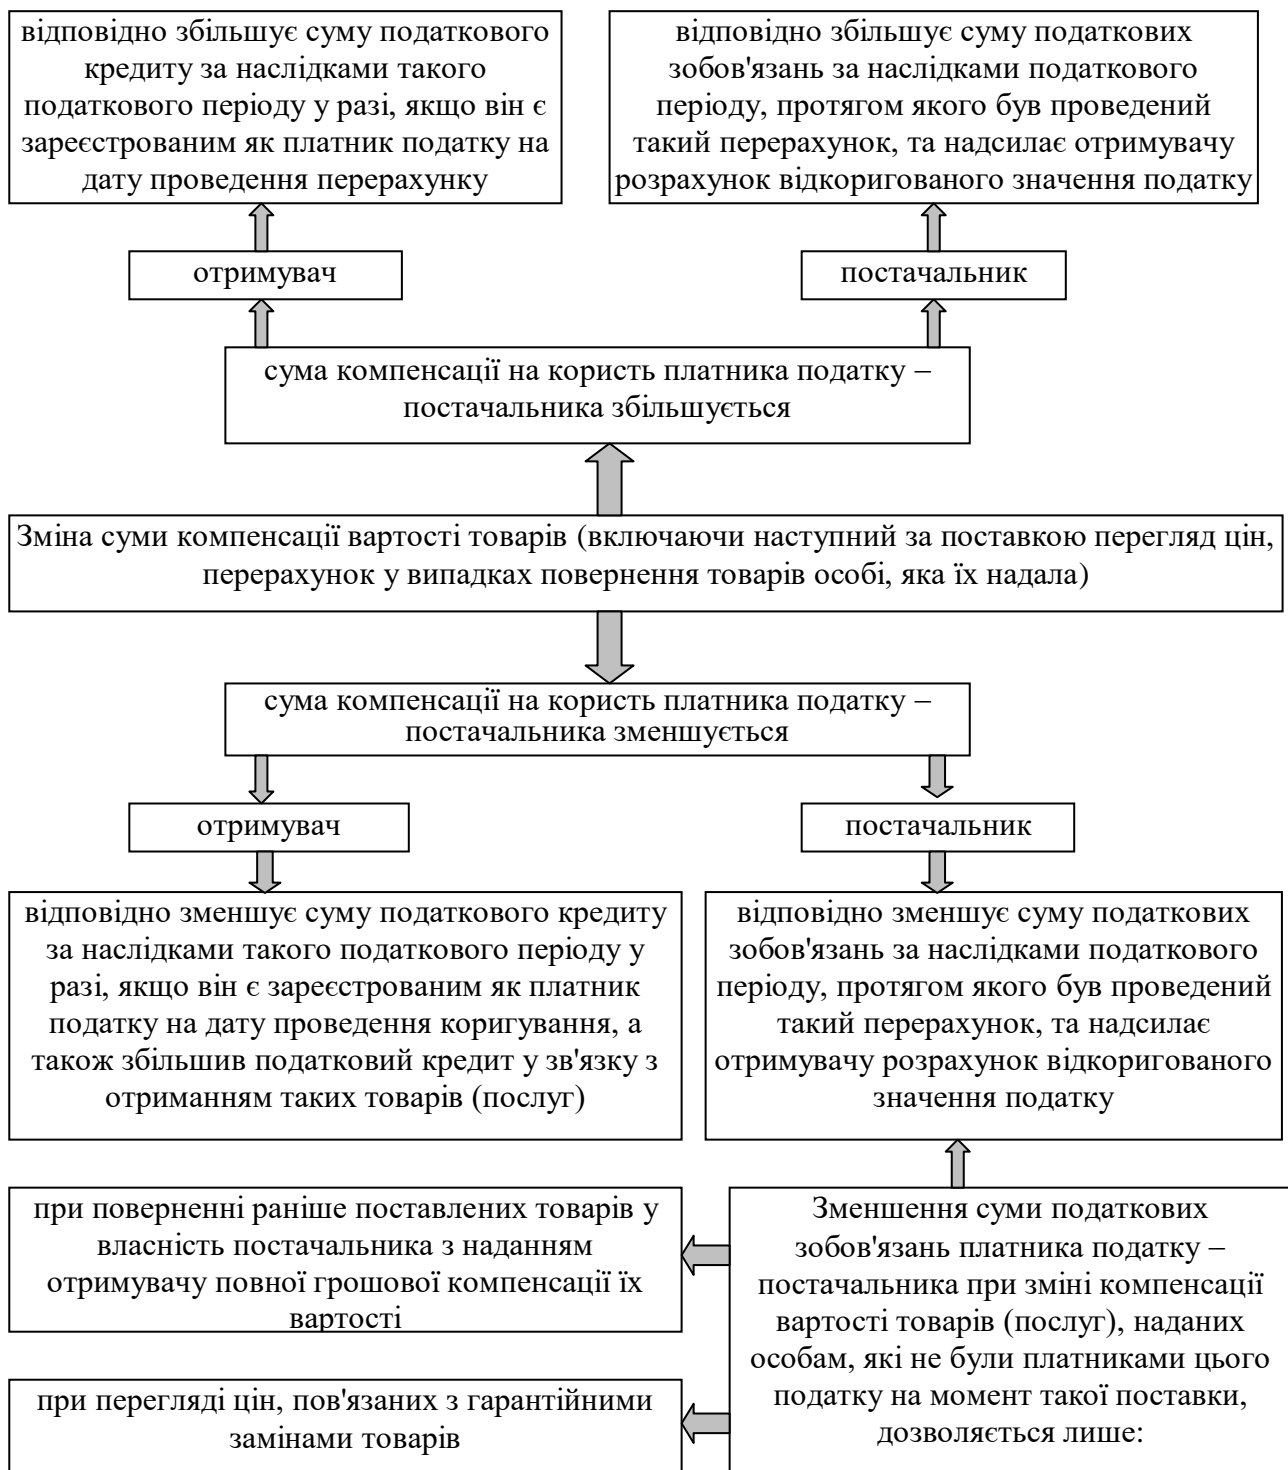 відповідно збільшує суму податкового
кредиту за наслідками такого
податкового періоду у разі, якщо він є
зареєстрованим як платник податку на
дату проведення перерахунку
відповідно збільшує суму податкових
зобов'язань за наслідками податкового
періоду, протягом якого був проведений
такий перерахунок, та надсилає отримувачу
розрахунок відкоригованого значення податку
отримувач
постачальник
сума компенсації на користь платника податку –
постачальника збільшується
Зміна суми компенсації вартості товарів (включаючи наступний за поставкою перегляд цін,
перерахунок у випадках повернення товарів особі, яка їх надала)
сума компенсації на користь платника податку –
постачальника зменшується
отримувач
постачальник
відповідно зменшує суму податкового кредиту
за наслідками такого податкового періоду у
разі, якщо він є зареєстрованим як платник
податку на дату проведення коригування, а
також збільшив податковий кредит у зв'язку з
отриманням таких товарів (послуг)
відповідно зменшує суму податкових
зобов'язань за наслідками податкового
періоду, протягом якого був проведений
такий перерахунок, та надсилає
отримувачу розрахунок відкоригованого
значення податку
при поверненні раніше поставлених товарів у
власність постачальника з наданням
отримувачу повної грошової компенсації їх
вартості
при перегляді цін, пов'язаних з гарантійними
замінами товарів
Зменшення суми податкових
зобов'язань платника податку –
постачальника при зміні компенсації
вартості товарів (послуг), наданих
особам, які не були платниками цього
податку на момент такої поставки,
дозволяється лише: